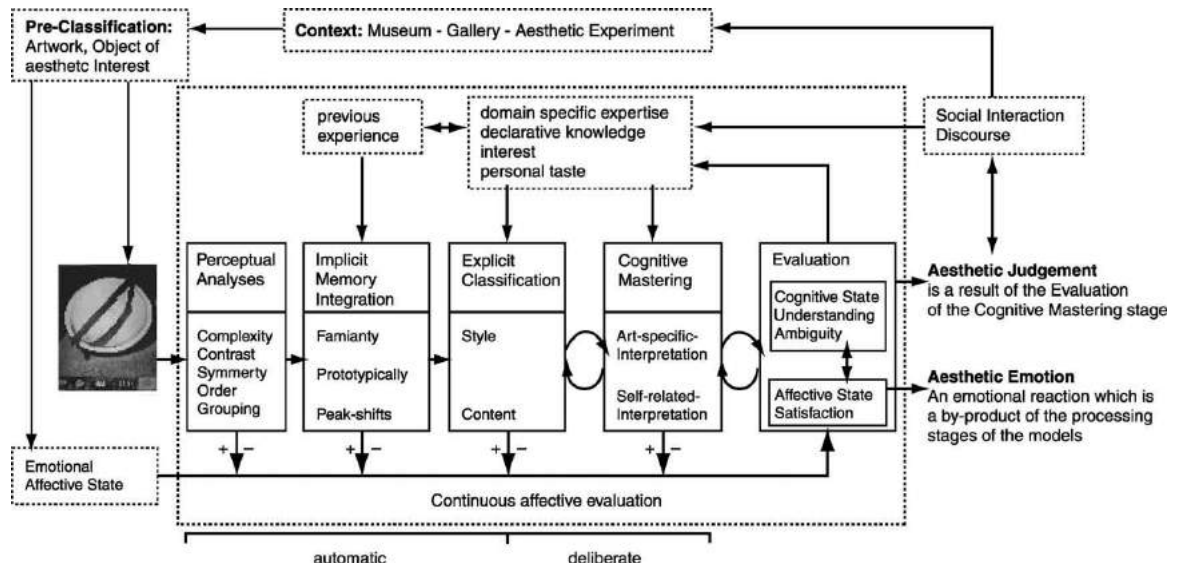 Pre-Classification:
Artwork, Object of
aesthetc Interest
Context: Museum - Gallery - Aesthetic Experiment
previous
experience
domain specific expertise
declarative knowledge
interest
personal taste
Social Interaction
Discourse
Perceptual
Analyses
Complexity
Contrast
Symmerty
Order
Grouping
Implicit
Memory
Integration
Famianty
Prototypically
Peak-shifts
Explicit
Classification
Style
Content
Cognitive
Mastering
Art-specific-
Interpretation
Self-related-
Interpretation
Evaluation
Cognitive State
Understanding
Ambiguity
Affective State
Satisfaction
Aesthetic Judgement
is a result of the Evaluation
of the Cognitive Mastering stage
Aesthetic Emotion
An emotional reaction which is
a by-product of the processing
stages of the models
+ − + − + − + −
Emotional
Affective State
Continuous affective evaluation
automatic deliberate